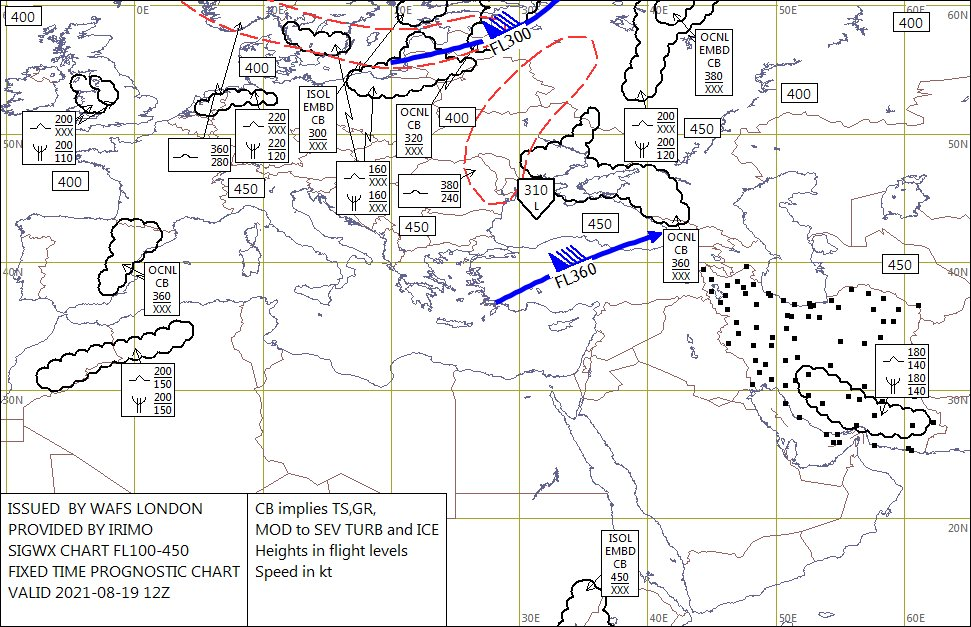 0E
10E
20E
50E
60E
400
400
FL300
OCNL
EMBD
CB
380
XXX
400
ISOL
EMBD
CB
300
XXX
400
200
XXX
200
110
50N
400
220
XXX
220
120
360
280
OCNL
CB
320
XXX
400
200
XXX
200
120
450
50N
160
XXX
160
XXX
380
240
310
L
450
450
450
OCNL
CB
360
XXX
OCNL
CB
360
XXX
FL360
450
40N
40N
200
150
200
150
180
140
180
140
30N
30N
20N
ISOL
EMBD
CB
450
XXX
30E
40E
50E
60E
ISSUED BY WAFS LONDON
PROVIDED BY IRIMO
SIGWX CHART FL100-450
FIXED TIME PROGNOSTIC CHART
VALID 2021-08-19 12Z
CB implies TS,GR,
MOD to SEV TURB and ICE
Heights in flight levels
Speed in kt